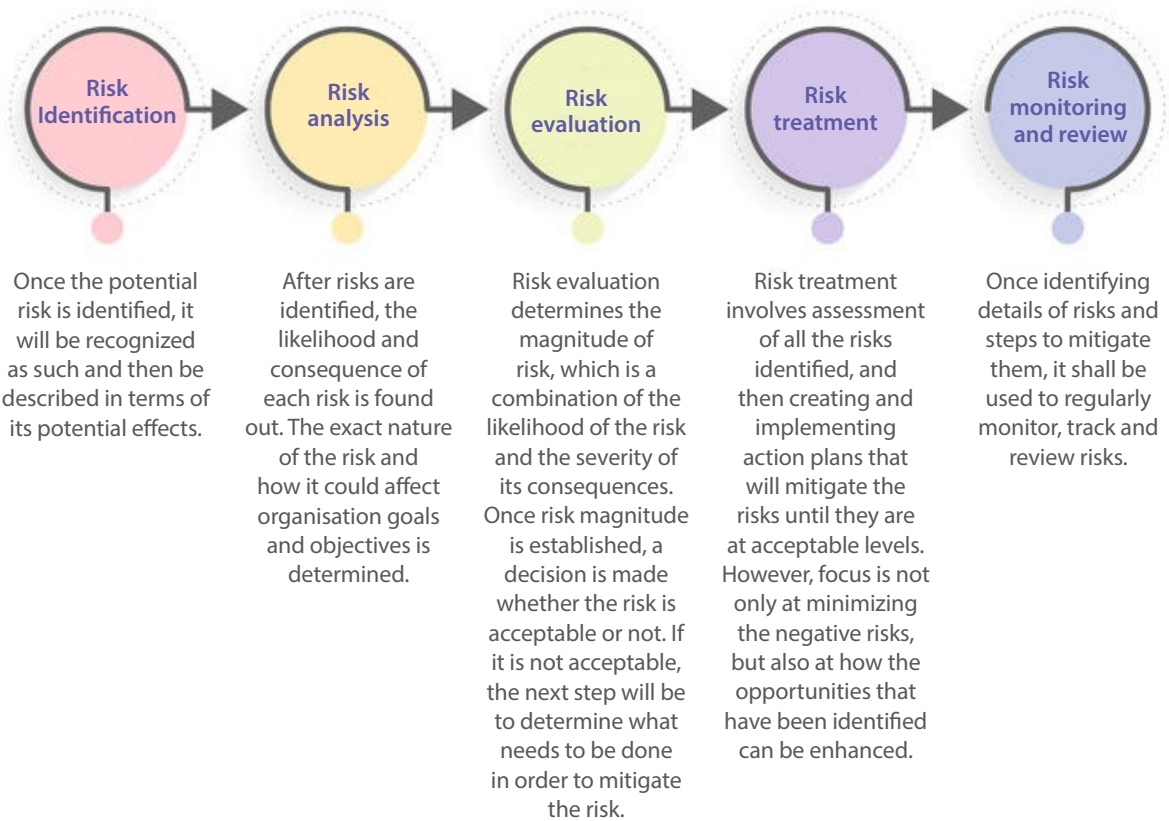 Risk
Identification
Risk
analysis
Risk
evaluation
Risk
treatment
Risk
monitoring
and review
Once the potential
risk is identified, it
will be recognized
as such and then be
described in terms of
its potential effects.
After risks are
identified, the
likelihood and
consequence of
each risk is found
out. The exact nature
of the risk and
how it could affect
organisation goals
and objectives is
determined.
Risk evaluation
determines the
magnitude of
risk, which is a
combination of the
likelihood of the risk
and the severity of
its consequences.
Once risk magnitude
is established, a
decision is made
whether the risk is
acceptable or not. If
it is not acceptable,
the next step will be
to determine what
needs to be done
in order to mitigate
the risk.
Risk treatment
involves assessment
of all the risks
identified, and
then creating and
implementing
action plans that
will mitigate the
risks until they are
at acceptable levels.
However, focus is not
only at minimizing
the negative risks,
but also at how the
opportunities that
have been identified
can be enhanced.
Once identifying
details of risks and
steps to mitigate
them, it shall be
used to regularly
monitor, track and
review risks.